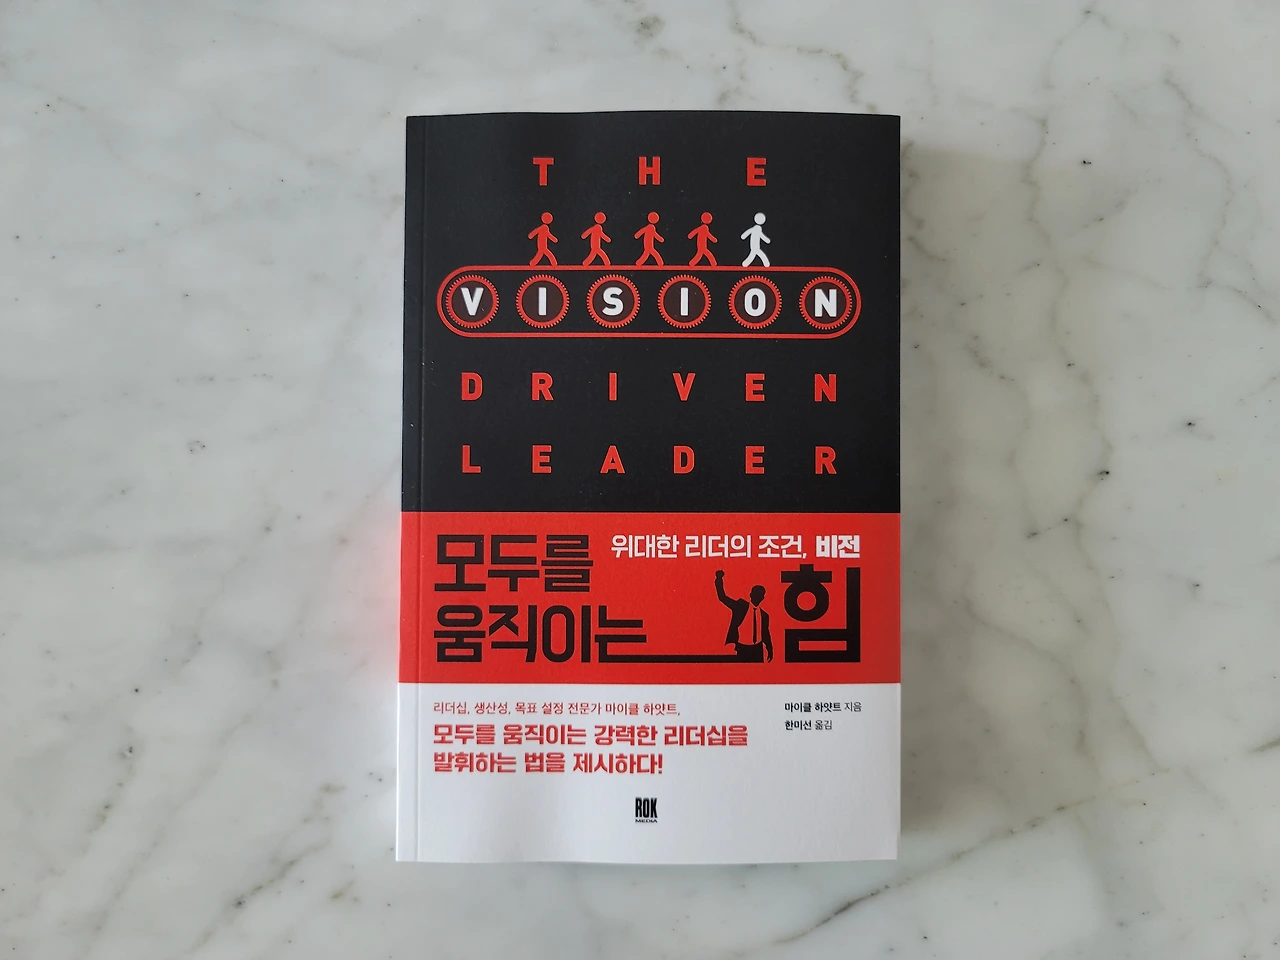 THE
VISION
DRIVEN
LEADER
위대한 리더의 조건, 비전
모두를
움직이는 힘
리더십, 생산성, 목표 설정 전문가 마이클 하얏트,
모두를 움직이는 강력한 리더십을
발휘하는 법을 제시하다!
마이클 하얏트 지음
한미선 옮김
ROK
MEDIA